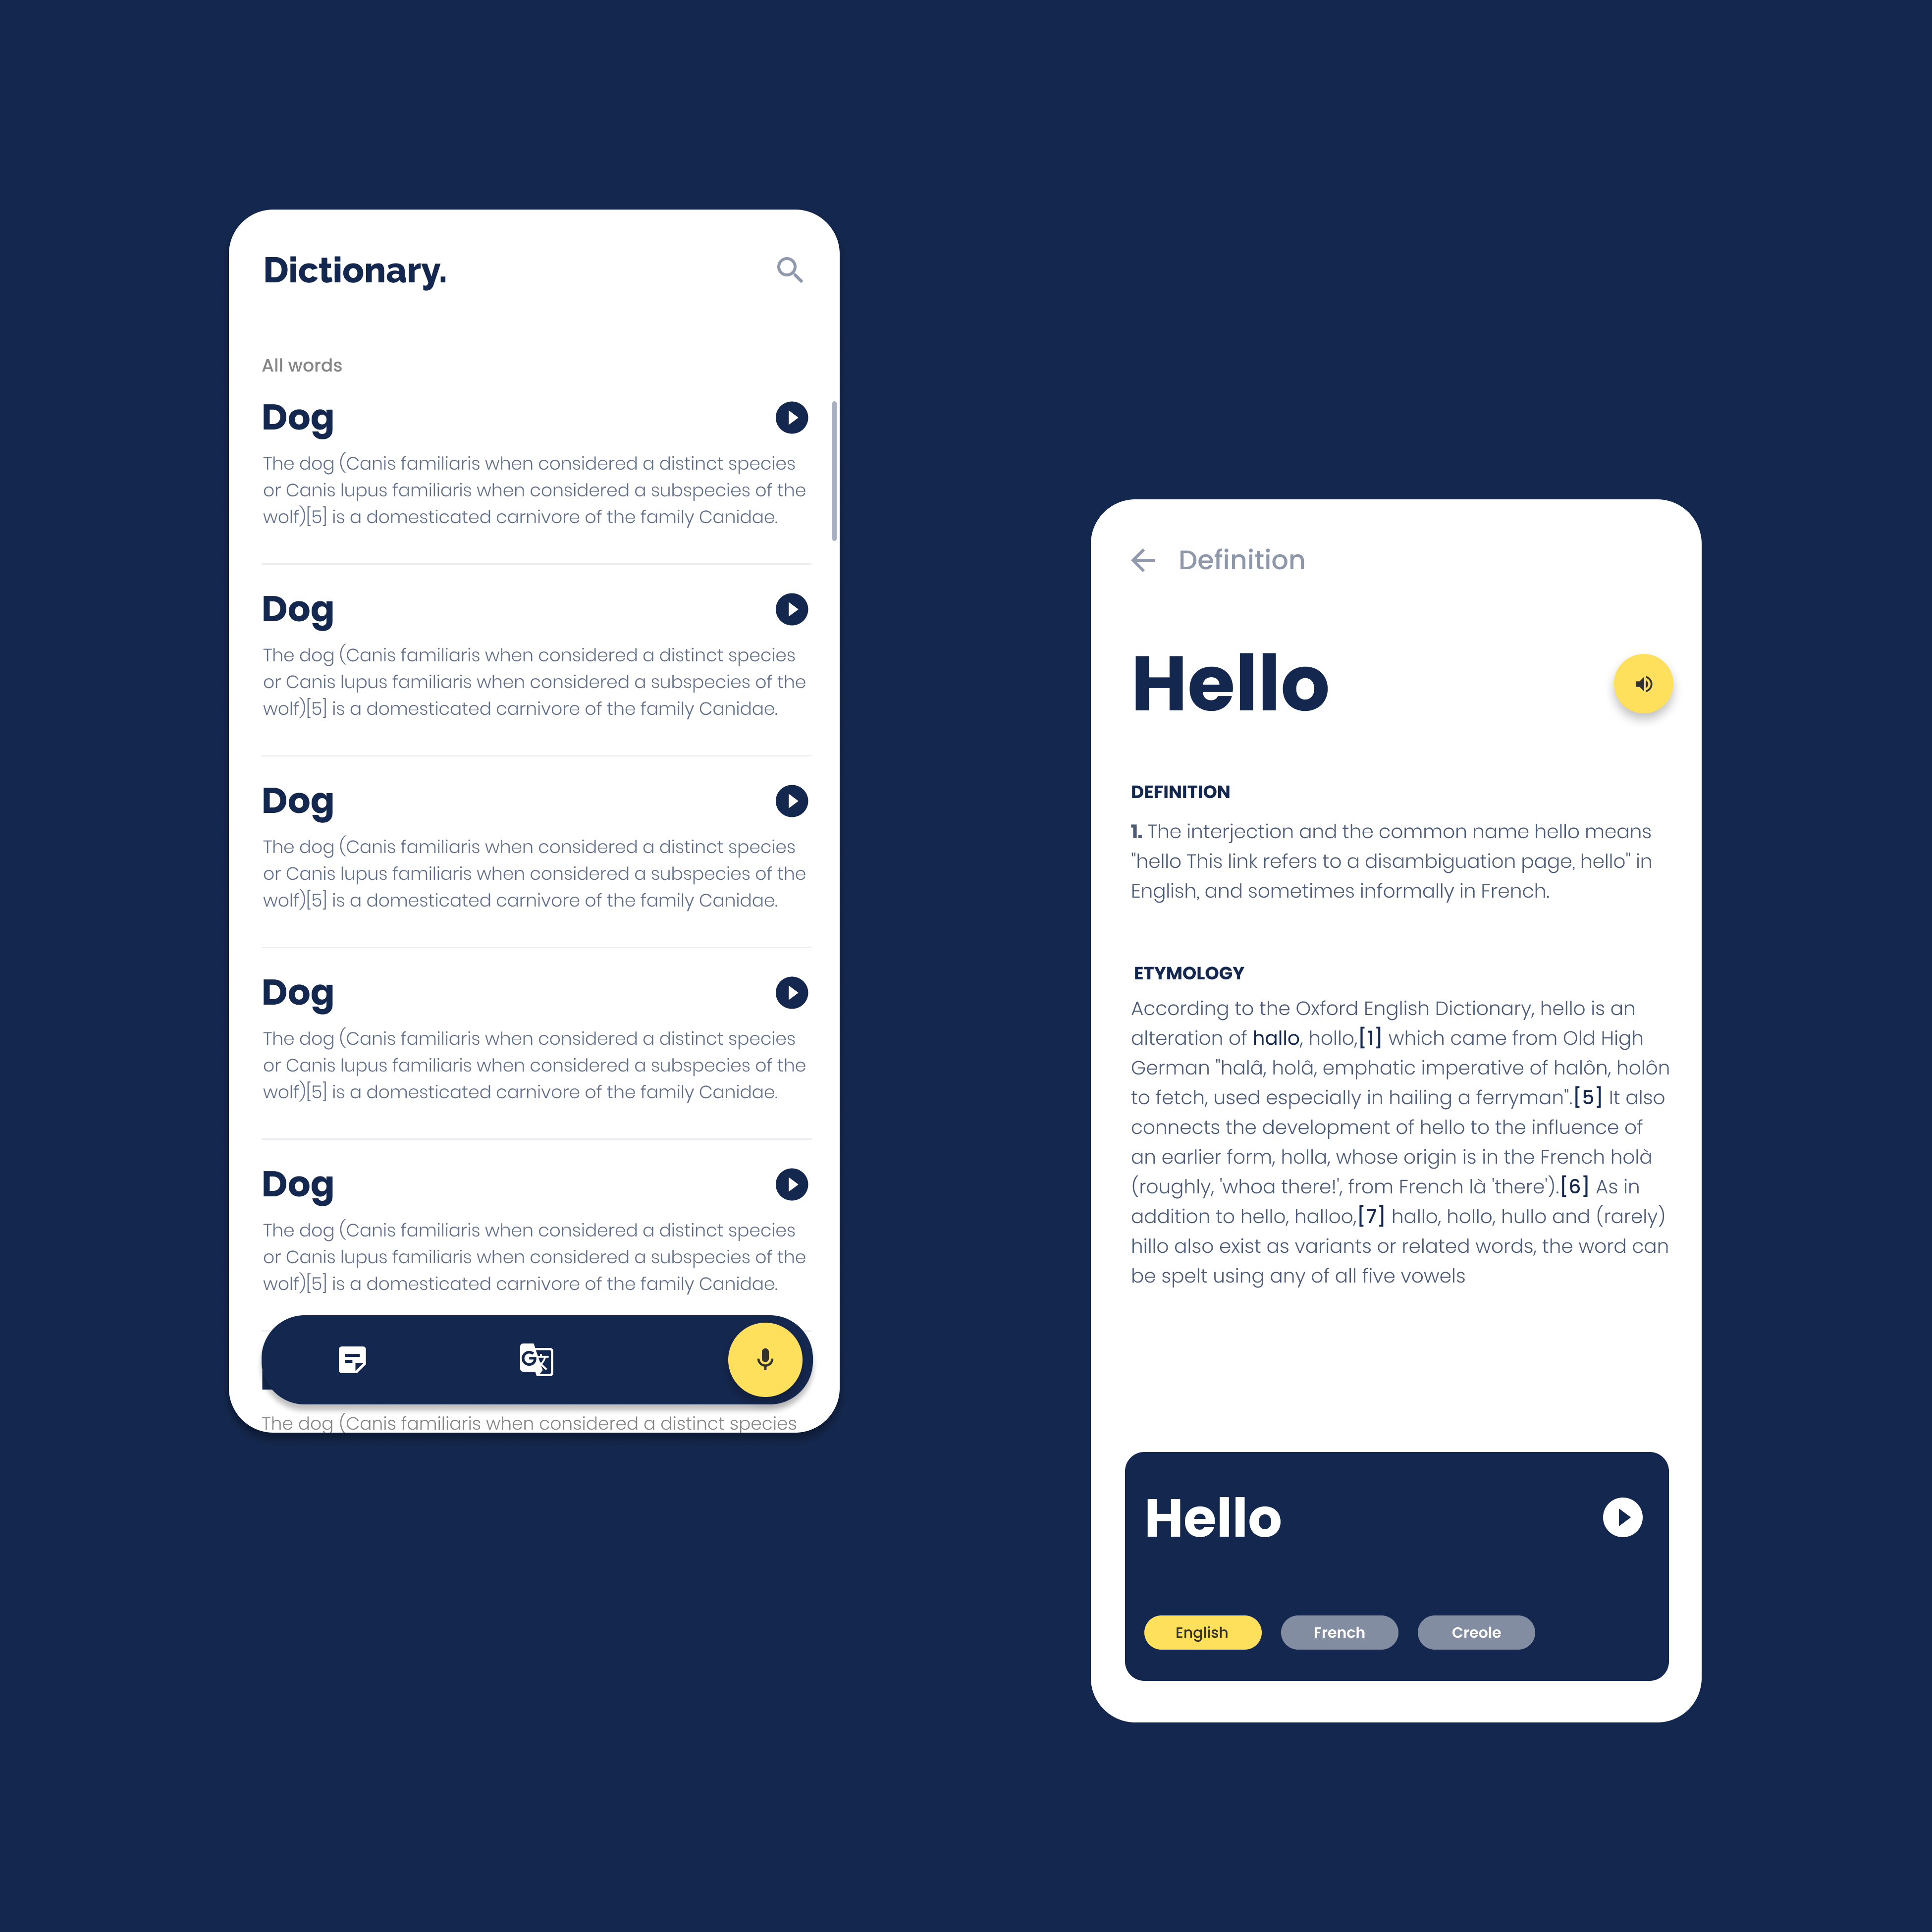 Dictionary.
All words
Dog
The dog (Canis familiaris when considered a distinct species
or Canis lupus familiaris when considered a subspecies of the
wolf)[5] is a domesticated carnivore of the family Canidae.
Dog
The dog (Canis familiaris when considered a distinct species
or Canis lupus familiaris when considered a subspecies of the
wolf)[5] is a domesticated carnivore of the family Canidae.
Dog
The dog (Canis familiaris when considered a distinct species
or Canis lupus familiaris when considered a subspecies of the
wolf)[5] is a domesticated carnivore of the family Canidae.
Dog
The dog (Canis familiaris when considered a distinct species
or Canis lupus familiaris when considered a subspecies of the
wolf)[5] is a domesticated carnivore of the family Canidae.
Dog
The dog (Canis familiaris when considered a distinct species
or Canis lupus familiaris when considered a subspecies of the
wolf)[5] is a domesticated carnivore of the family Canidae.
The dog (Canis familiaris when considered a distinct species
Definition
Hello
DEFINITION
1. The interjection and the common name hello means
"hello This link refers to a disambiguation page, hello" in
English, and sometimes informally in French.
ETYMOLOGY
According to the Oxford English Dictionary, hello is an
alteration of hallo, hollo,[1] which came from Old High
German "halâ, holâ, emphatic imperative of halôn, holôn
to fetch, used especially in hailing a ferryman".[5] It also
connects the development of hello to the influence of
an earlier form, holla, whose origin is in the French holà
(roughly, 'whoa there!', from French là 'there').[6] As in
addition to hello, halloo,[7] hallo, hollo, hullo and (rarely)
hillo also exist as variants or related words, the word can
be spelt using any of all five vowels
Hello
English French Creole